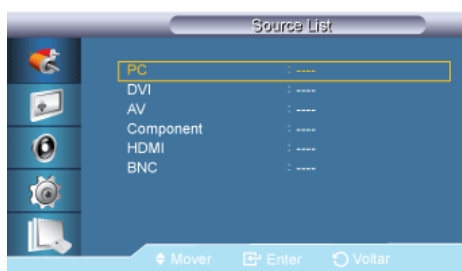 Source List
PC : ----
DVI : ----
AV : ----
Component : ----
HDMI : ----
BNC : ----
Mover Enter Voltar